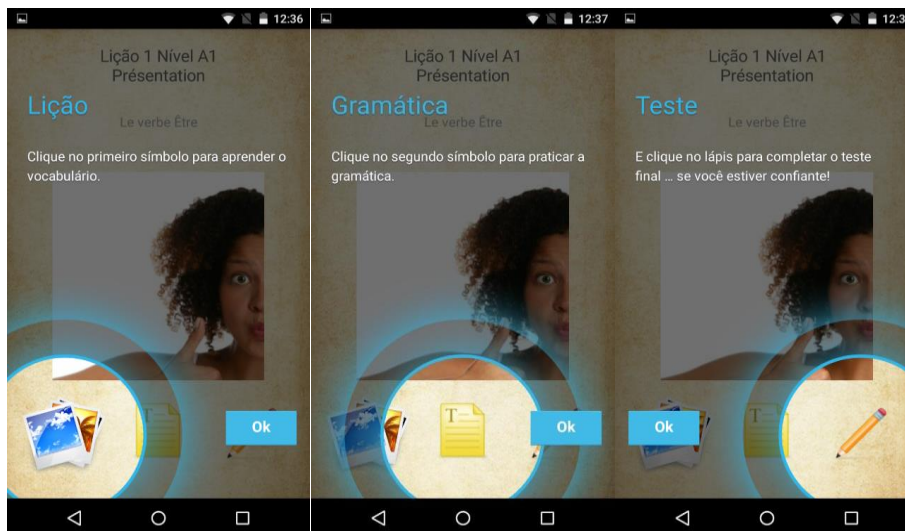 12:36
Lição 1 Nível A1
Présentation
Lição
Le verbe Être
Clique no primeiro símbolo para aprender o
vocabulário.
T
Ok
12:37
Lição 1 Nível A1
Présentation
Gramática
Le verbe Être
Clique no segundo símbolo para praticar a
gramática.
T
Ok
12:3
Lição 1 Nível A1
Présentation
Teste
Le verbe Être
E clique no lápis para completar o teste
final ... se você estiver confiante!
Ok
T